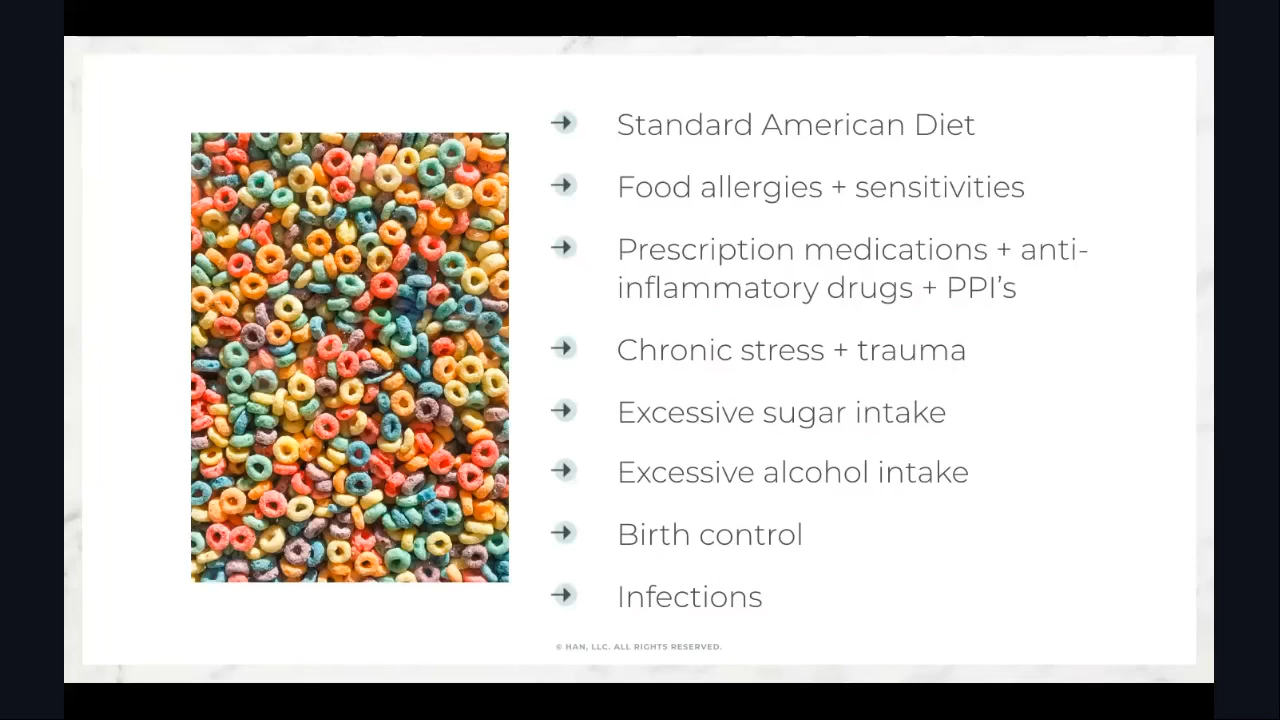 Standard American Diet
Food allergies + sensitivities
Prescription medications + anti-
inflammatory drugs + PPI’s
Chronic stress + trauma
Excessive sugar intake
Excessive alcohol intake
Birth control
Infections
© HAN, LLC. ALL RIGHTS RESERVED.